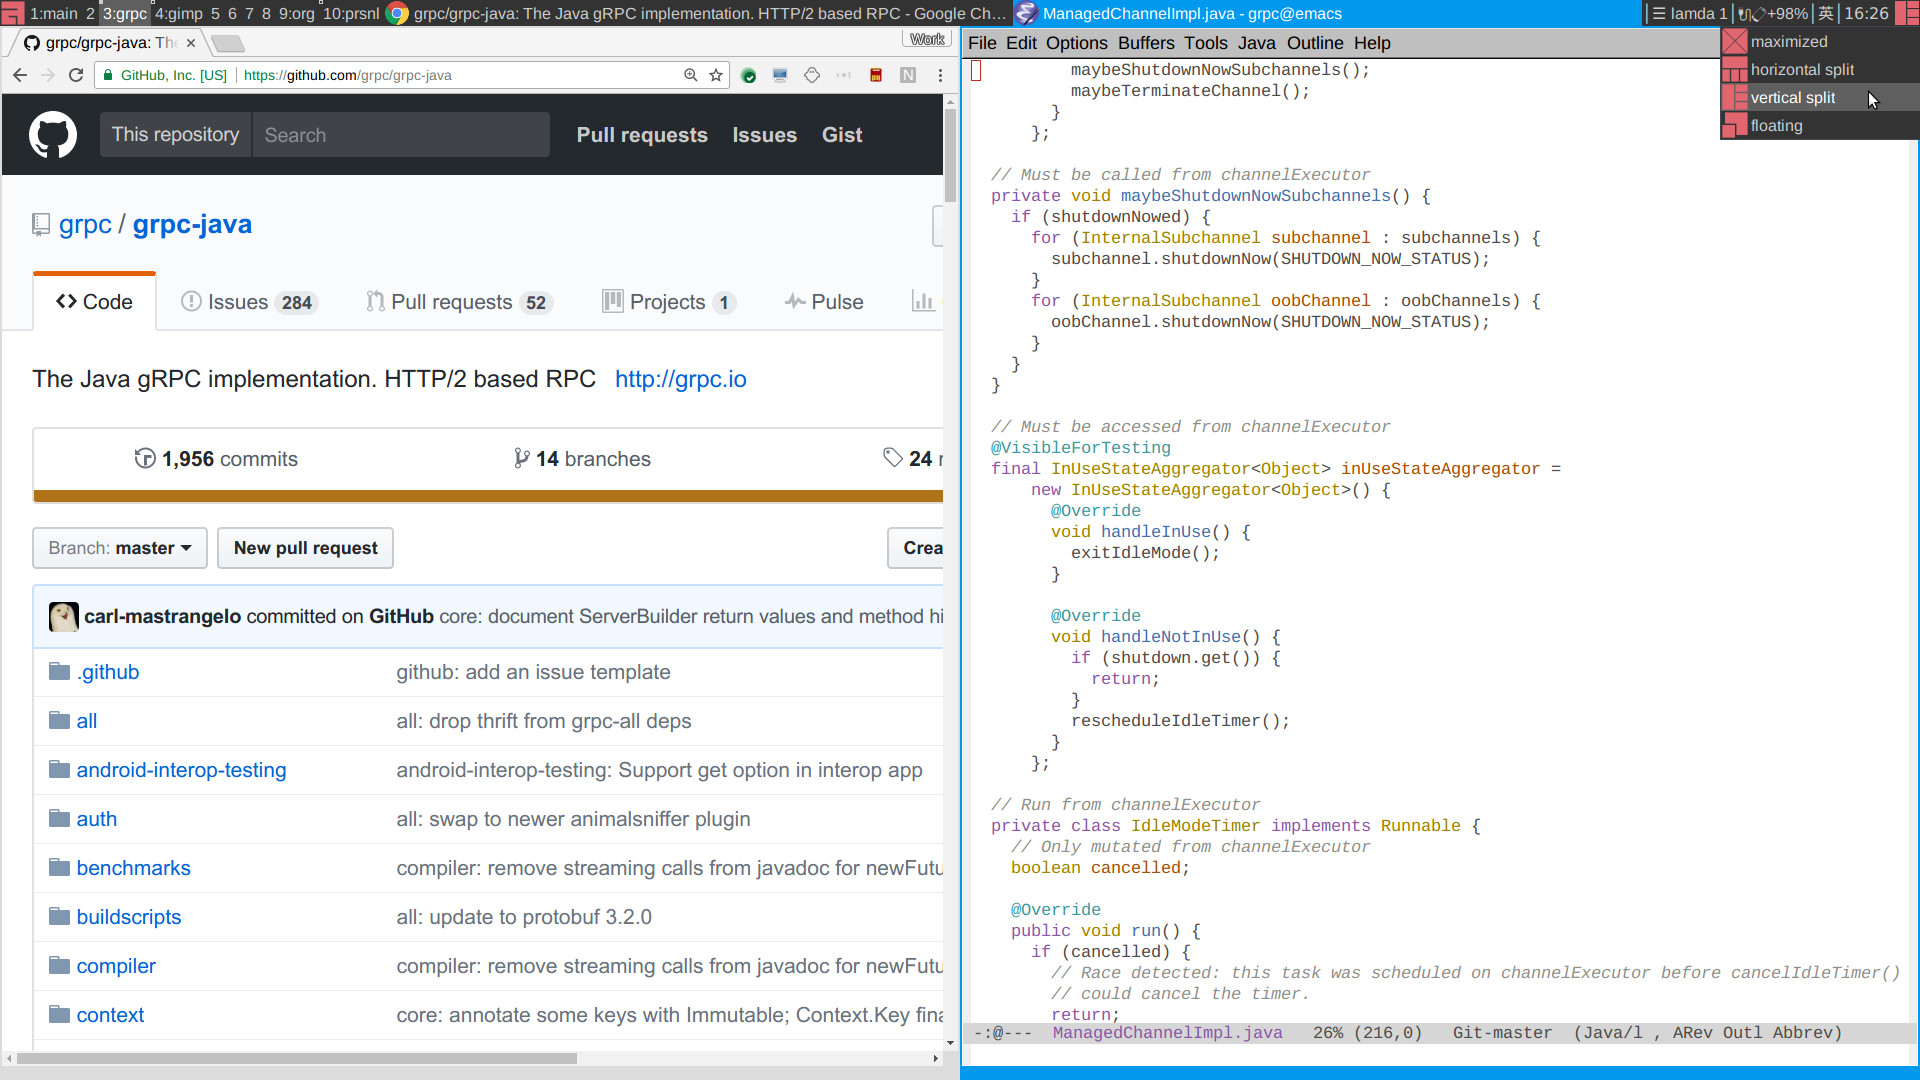 1:main 2 3:grpc 4:gimp 5 6 7 8 9:org 10:prsnl grpc/grpc-java: The Java gRPC implementation. HTTP/2 based RPC - Google Ch... ManagedChannelImpl.java - grpc@emacs lamda 1 +98% 英 16:26
grpc/grpc-java: Th
Work
GitHub, Inc. [US] https://github.com/grpc/grpc-java
N
This repository Search Pull requests Issues Gist
grpc / grpc-java
Code Issues 284 Pull requests 52 Projects 1 Pulse
The Java gRPC implementation. HTTP/2 based RPC http://grpc.io
1,956 commits 14 branches 24
Branch: master New pull request Crea
carl-mastrangelo committed on GitHub core: document ServerBuilder return values and method hi
.github github: add an issue template
all all: drop thrift from grpc-all deps
android-interop-testing android-interop-testing: Support get option in interop app
auth all: swap to newer animalsniffer plugin
benchmarks compiler: remove streaming calls from javadoc for newFutu
buildscripts all: update to protobuf 3.2.0
compiler compiler: remove streaming calls from javadoc for newFutu
context core: annotate some keys with Immutable; Context.Key fina
File Edit Options Buffers Tools Java Outline Help
maximized
horizontal split
vertical split
floating
maybeShutdownNowSubchannels();
maybeTerminateChannel();
}
};
// Must be called from channelExecutor
private void maybeShutdownNowSubchannels() {
if (shutdownNowed) {
for (InternalSubchannel subchannel : subchannels) {
subchannel.shutdownNow(SHUTDOWN_NOW_STATUS);
}
for (InternalSubchannel oobChannel : oobChannels) {
oobChannel.shutdownNow(SHUTDOWN_NOW_STATUS);
}
}
}
// Must be accessed from channelExecutor
@VisibleForTesting
final InUseStateAggregator<Object> inUseStateAggregator =
new InUseStateAggregator<Object>() {
@Override
void handleInUse() {
exitIdleMode();
}
@Override
void handleNotInUse() {
if (shutdown.get()) {
return;
}
rescheduleIdleTimer();
}
};
// Run from channelExecutor
private class IdleModeTimer implements Runnable {
// Only mutated from channelExecutor
boolean cancelled;
@Override
public void run() {
if (cancelled) {
// Race detected: this task was scheduled on channelExecutor before cancelIdleTimer()
// could cancel the timer.
return;
-:@--- ManagedChannelImpl.java 26% (216,0) Git-master (Java/l , ARev Outl Abbrev)